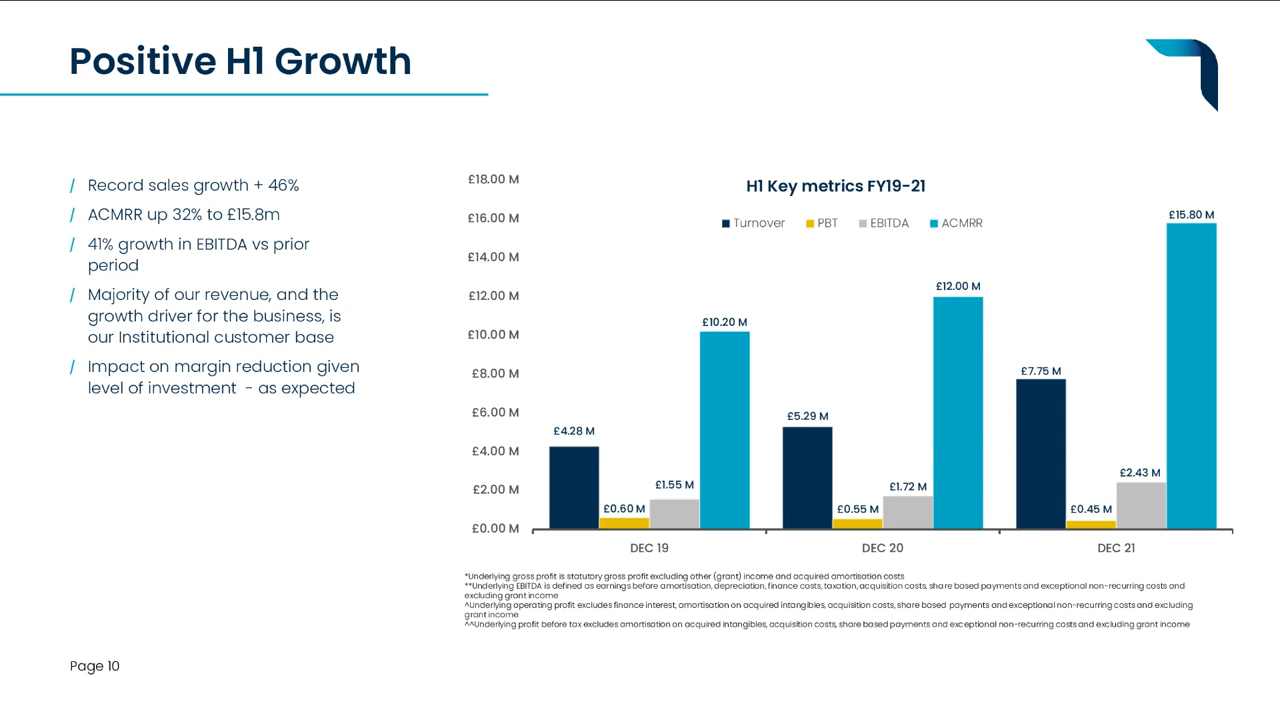 Positive H1 Growth
/ Record sales growth + 46%
/ ACMRR up 32% to £15.8m
/ 41% growth in EBITDA vs prior
period
/ Majority of our revenue, and the
growth driver for the business, is
our Institutional customer base
/ Impact on margin reduction given
level of investment - as expected
H1 Key metrics FY19-21
Turnover PBT EBITDA ACMRR
£18.00 M
£16.00 M
£14.00 M
£12.00 M
£10.00 M
£8.00 M
£6.00 M
£4.00 M
£2.00 M
£0.00 M
£4.28 M
£0.60 M
£1.55 M
£10.20 M
£5.29 M
£0.55 M
£1.72 M
£12.00 M
£7.75 M
£0.45 M
£2.43 M
£15.80 M
DEC 19 DEC 20 DEC 21
*Underlying gross profit is statutory gross profit excluding other (grant) income and acquired amortisation costs
**Underlying EBITDA is defined as earnings before amortisation, depreciation, finance costs, taxation, acquisition costs, share based payments and exceptional non-recurring costs and
excluding grant income
^Underlying operating profit excludes finance interest, amortisation on acquired intangibles, acquisition costs, share based payments and exceptional non-recurring costs and excluding
grant income
^^Underlying profit before tax excludes amortisation on acquired intangibles, acquisition costs, share based payments and exceptional non-recurring costs and excluding grant income
Page 10